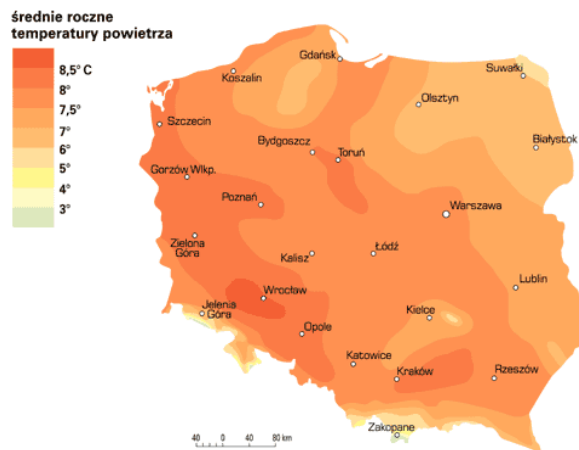 średnie roczne
temperatury powietrza
8,5° C
8°
7,5°
7°
6°
5°
4°
3°
Gdańsk
Koszalin
Suwałki
Olsztyn
Szczecin
Białystok
Bydgoszcz
Toruń
Gorzów Wlkp.
Poznań
Warszawa
Zielona
Góra
Kalisz
Łódź
Wrocław
Lublin
Jelenia
Góra
Opole
Kielce
Katowice
Kraków
Rzeszów
Zakopane
40 0 40 80 km